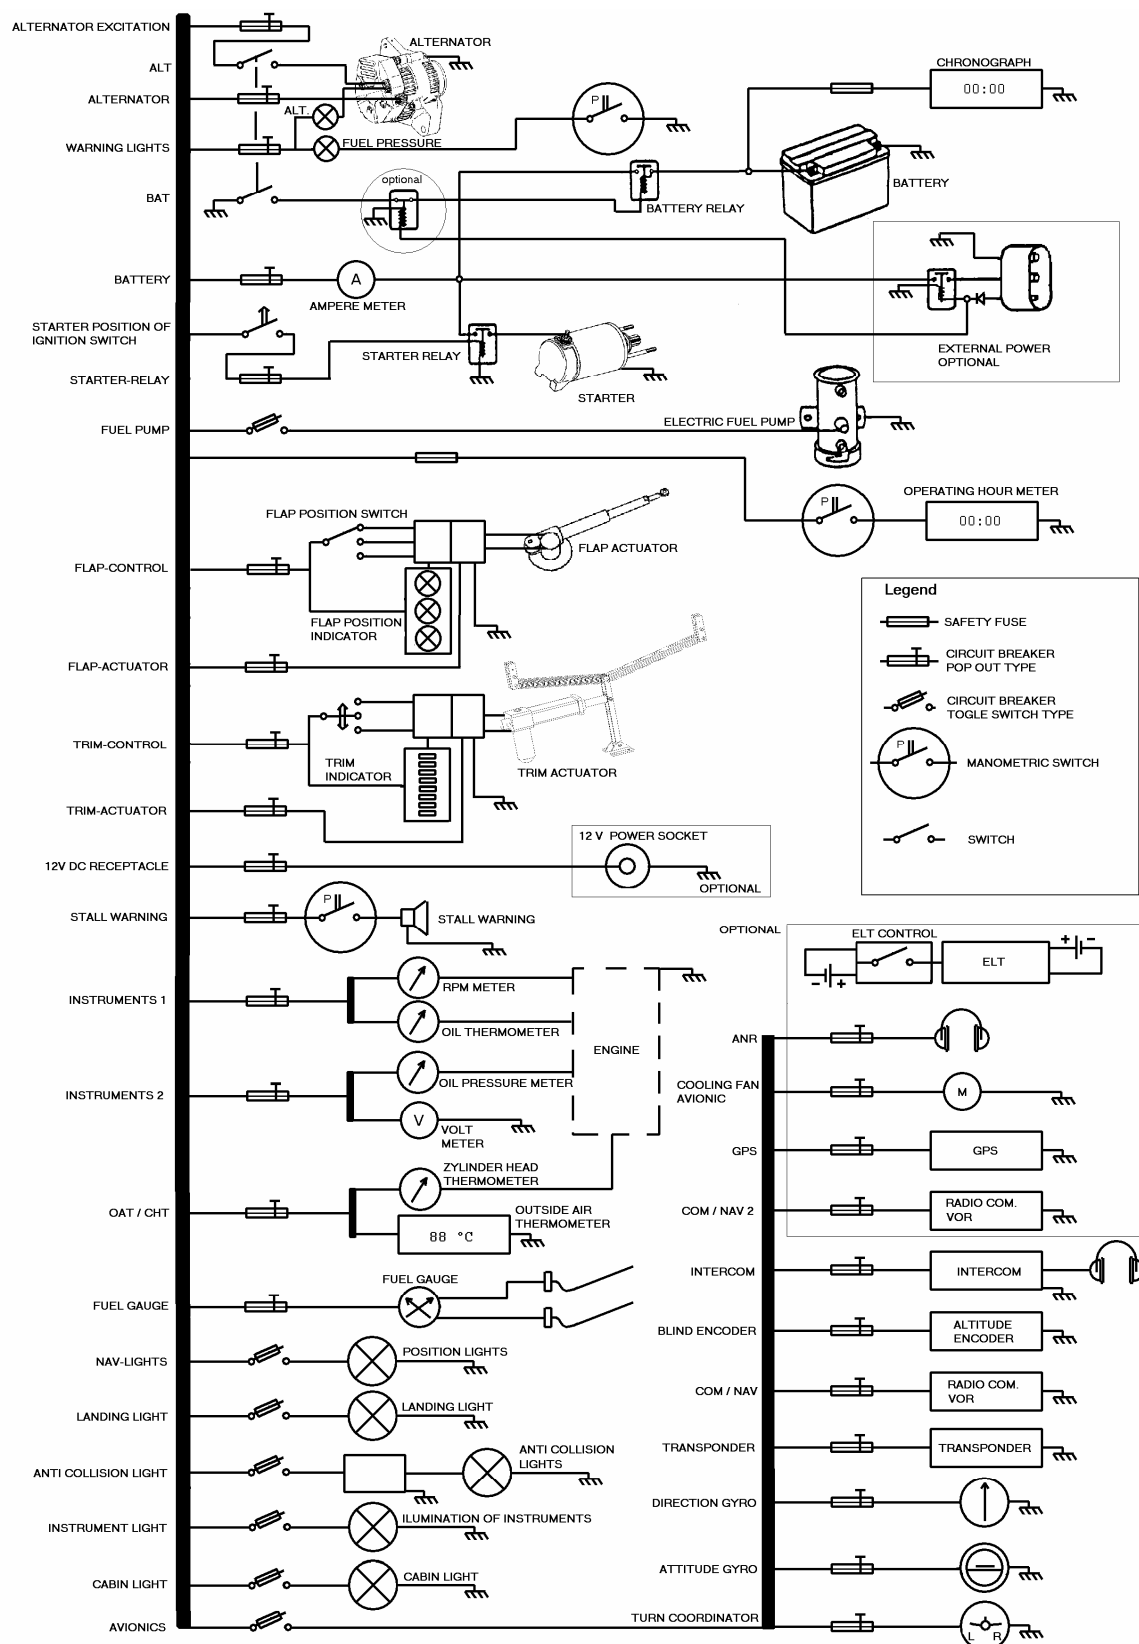 ALTERNATOR EXCITATION
ALTERNATOR
ALT
CHRONOGRAPH
00:00
P
ALTERNATOR
ALT.
WARNING LIGHTS
FUEL PRESSURE
BATTERY
optional
BAT
BATTERY RELAY
BATTERY
A
AMPERE METER
STARTER POSITION OF
IGNITION SWITCH
STARTER RELAY
EXTERNAL POWER
OPTIONAL
STARTER-RELAY
STARTER
FUEL PUMP
ELECTRIC FUEL PUMP
OPERATING HOUR METER
P
00:00
FLAP POSITION SWITCH
FLAP ACTUATOR
FLAP-CONTROL
FLAP POSITION
INDICATOR
FLAP-ACTUATOR
Legend
SAFETY FUSE
CIRCUIT BREAKER
POP OUT TYPE
CIRCUIT BREAKER
TOGLE SWITCH TYPE
P
MANOMETRIC SWITCH
SWITCH
TRIM-CONTROL
TRIM
INDICATOR
TRIM ACTUATOR
TRIM-ACTUATOR
12 V POWER SOCKET
12V DC RECEPTACLE
OPTIONAL
STALL WARNING
P
STALL WARNING
OPTIONAL
ELT CONTROL
- +
ELT
+ -
INSTRUMENTS 1
RPM METER
OIL THERMOMETER
ENGINE
INSTRUMENTS 2
OIL PRESSURE METER
V
VOLT
METER
OAT / CHT
ZYLINDER HEAD
THERMOMETER
OUTSIDE AIR
THERMOMETER
88 °C
FUEL GAUGE
FUEL GAUGE
NAV-LIGHTS
POSITION LIGHTS
LANDING LIGHT
LANDING LIGHT
ANTI COLLISION LIGHT
ANTI COLLISION
LIGHTS
INSTRUMENT LIGHT
ILUMINATION OF INSTRUMENTS
CABIN LIGHT
CABIN LIGHT
AVIONICS
ANR
COOLING FAN
AVIONIC
M
GPS
GPS
COM / NAV 2
RADIO COM.
VOR
INTERCOM
INTERCOM
BLIND ENCODER
ALTITUDE
ENCODER
COM / NAV
RADIO COM.
VOR
TRANSPONDER
TRANSPONDER
DIRECTION GYRO
ATTITUDE GYRO
TURN COORDINATOR
L R